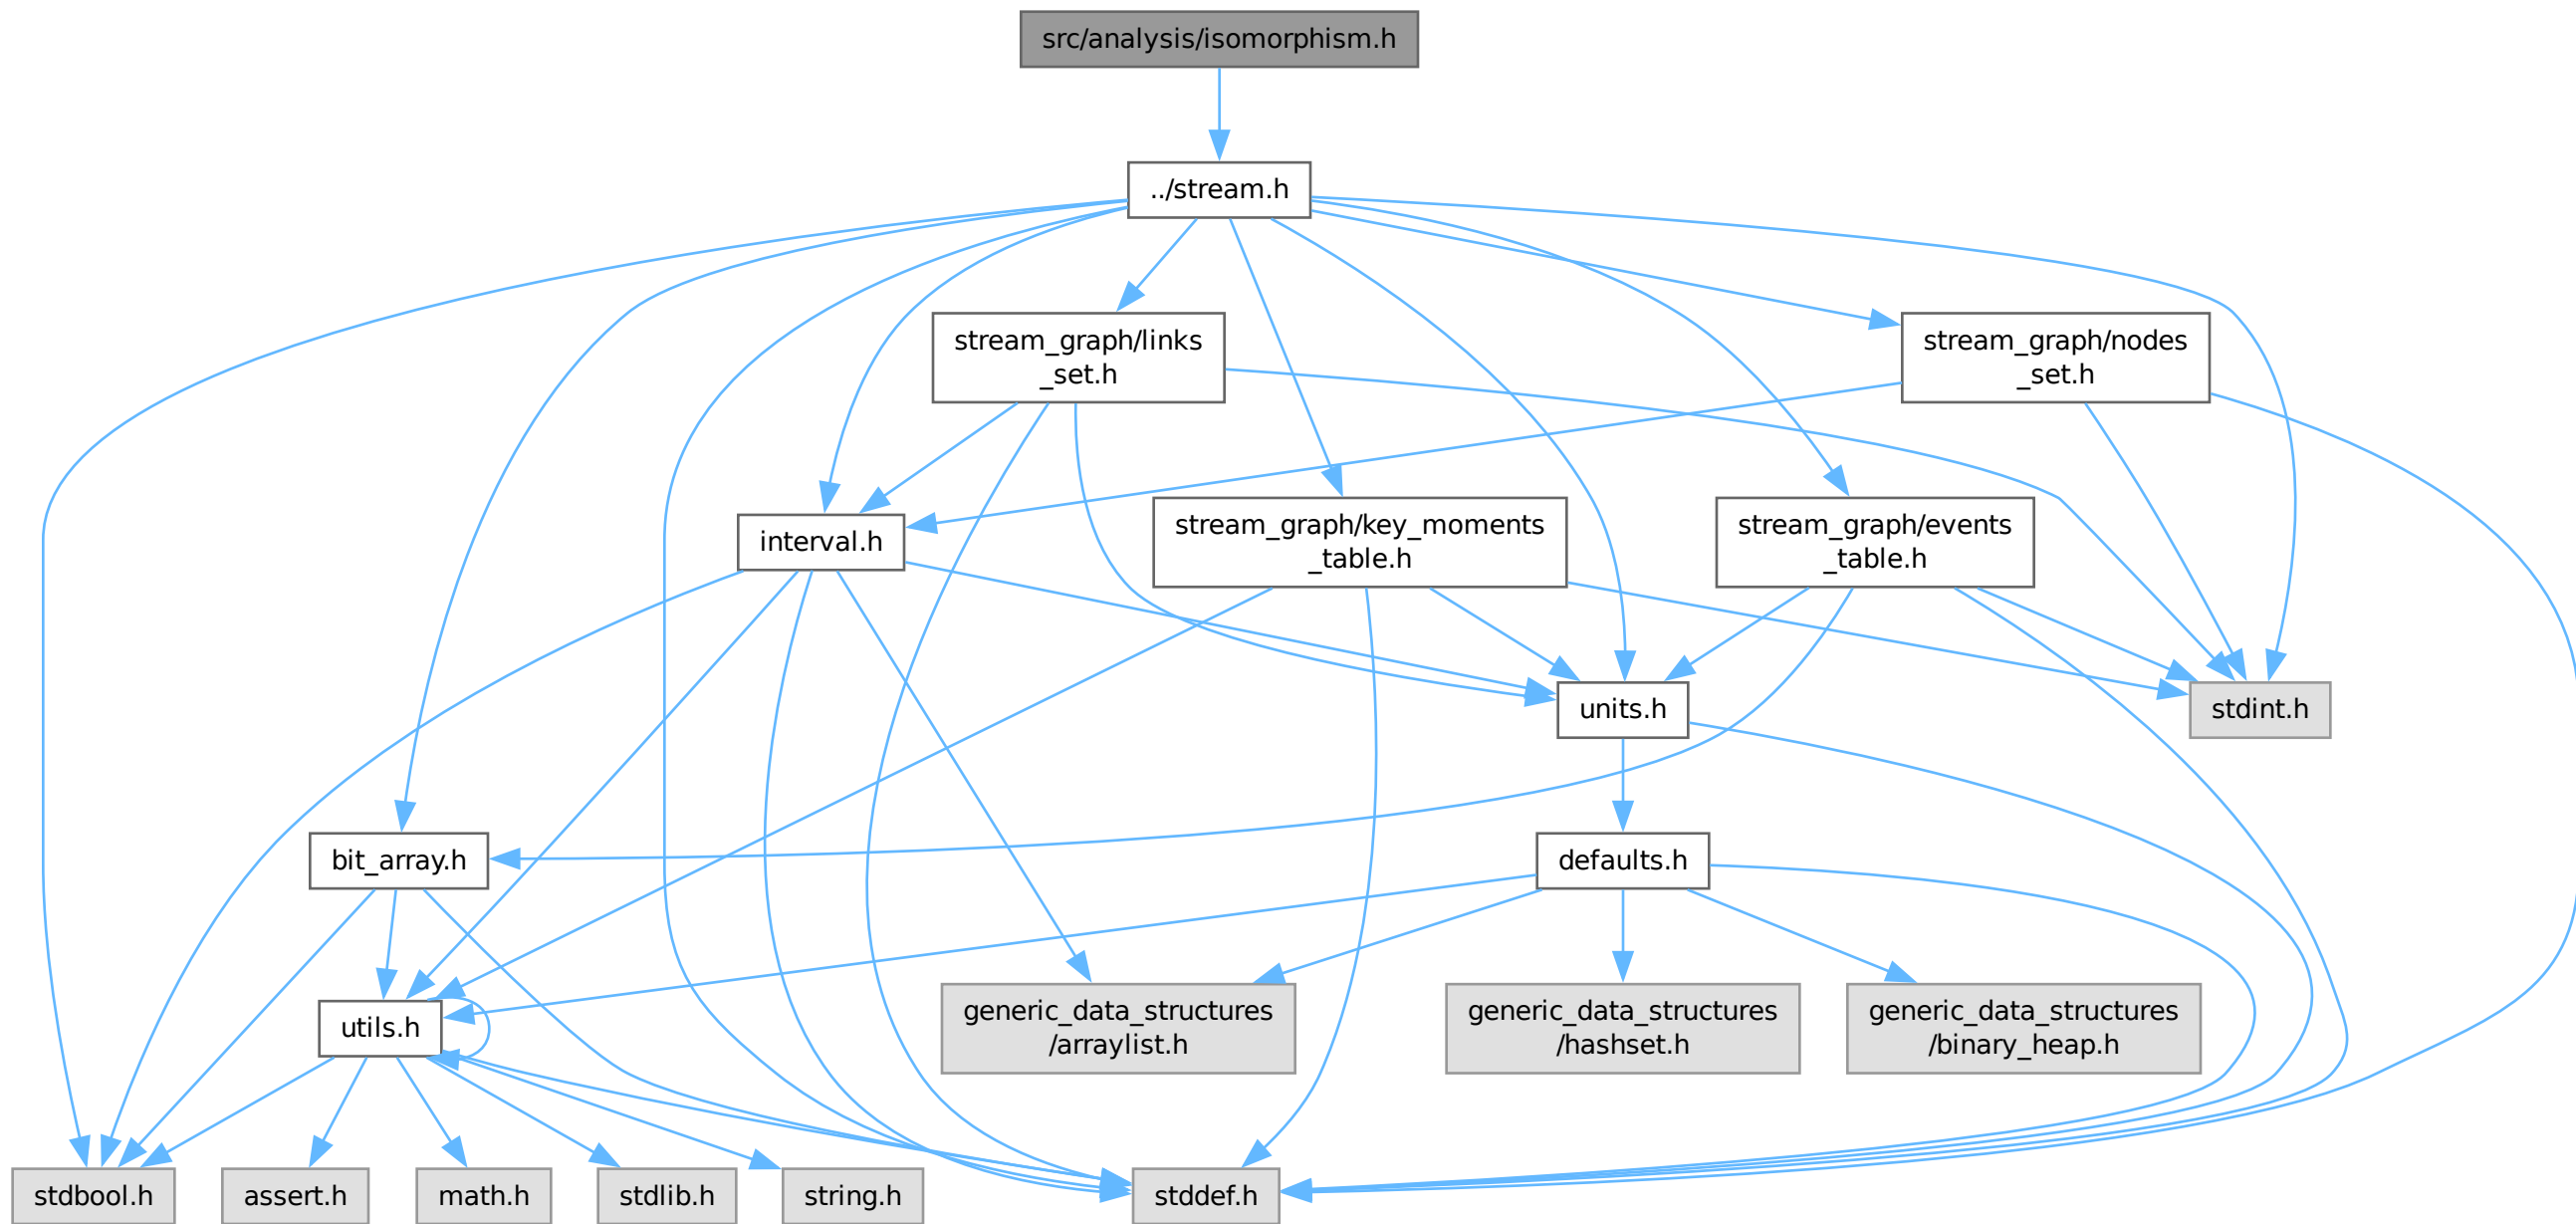 src/analysis/isomorphism.h
../stream.h
stream_graph/links
_set.h
stream_graph/nodes
_set.h
interval.h
stream_graph/key_moments
_table.h
stream_graph/events
_table.h
units.h
stdint.h
bit_array.h
defaults.h
utils.h
generic_data_structures
/arraylist.h
generic_data_structures
/hashset.h
generic_data_structures
/binary_heap.h
stdbool.h
assert.h
math.h
stdlib.h
string.h
stddef.h